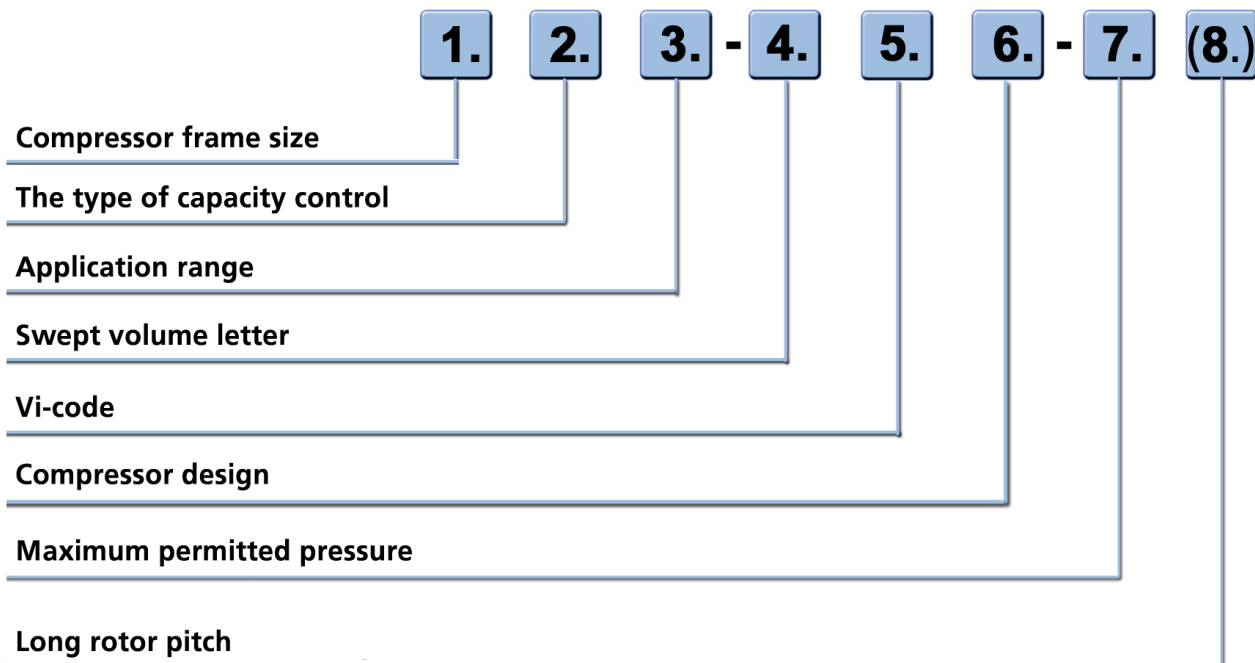 1. 2. 3. - 4. 5. 6. - 7. (8.)
Compressor frame size
The type of capacity control
Application range
Swept volume letter
Vi-code
Compressor design
Maximum permitted pressure
Long rotor pitch